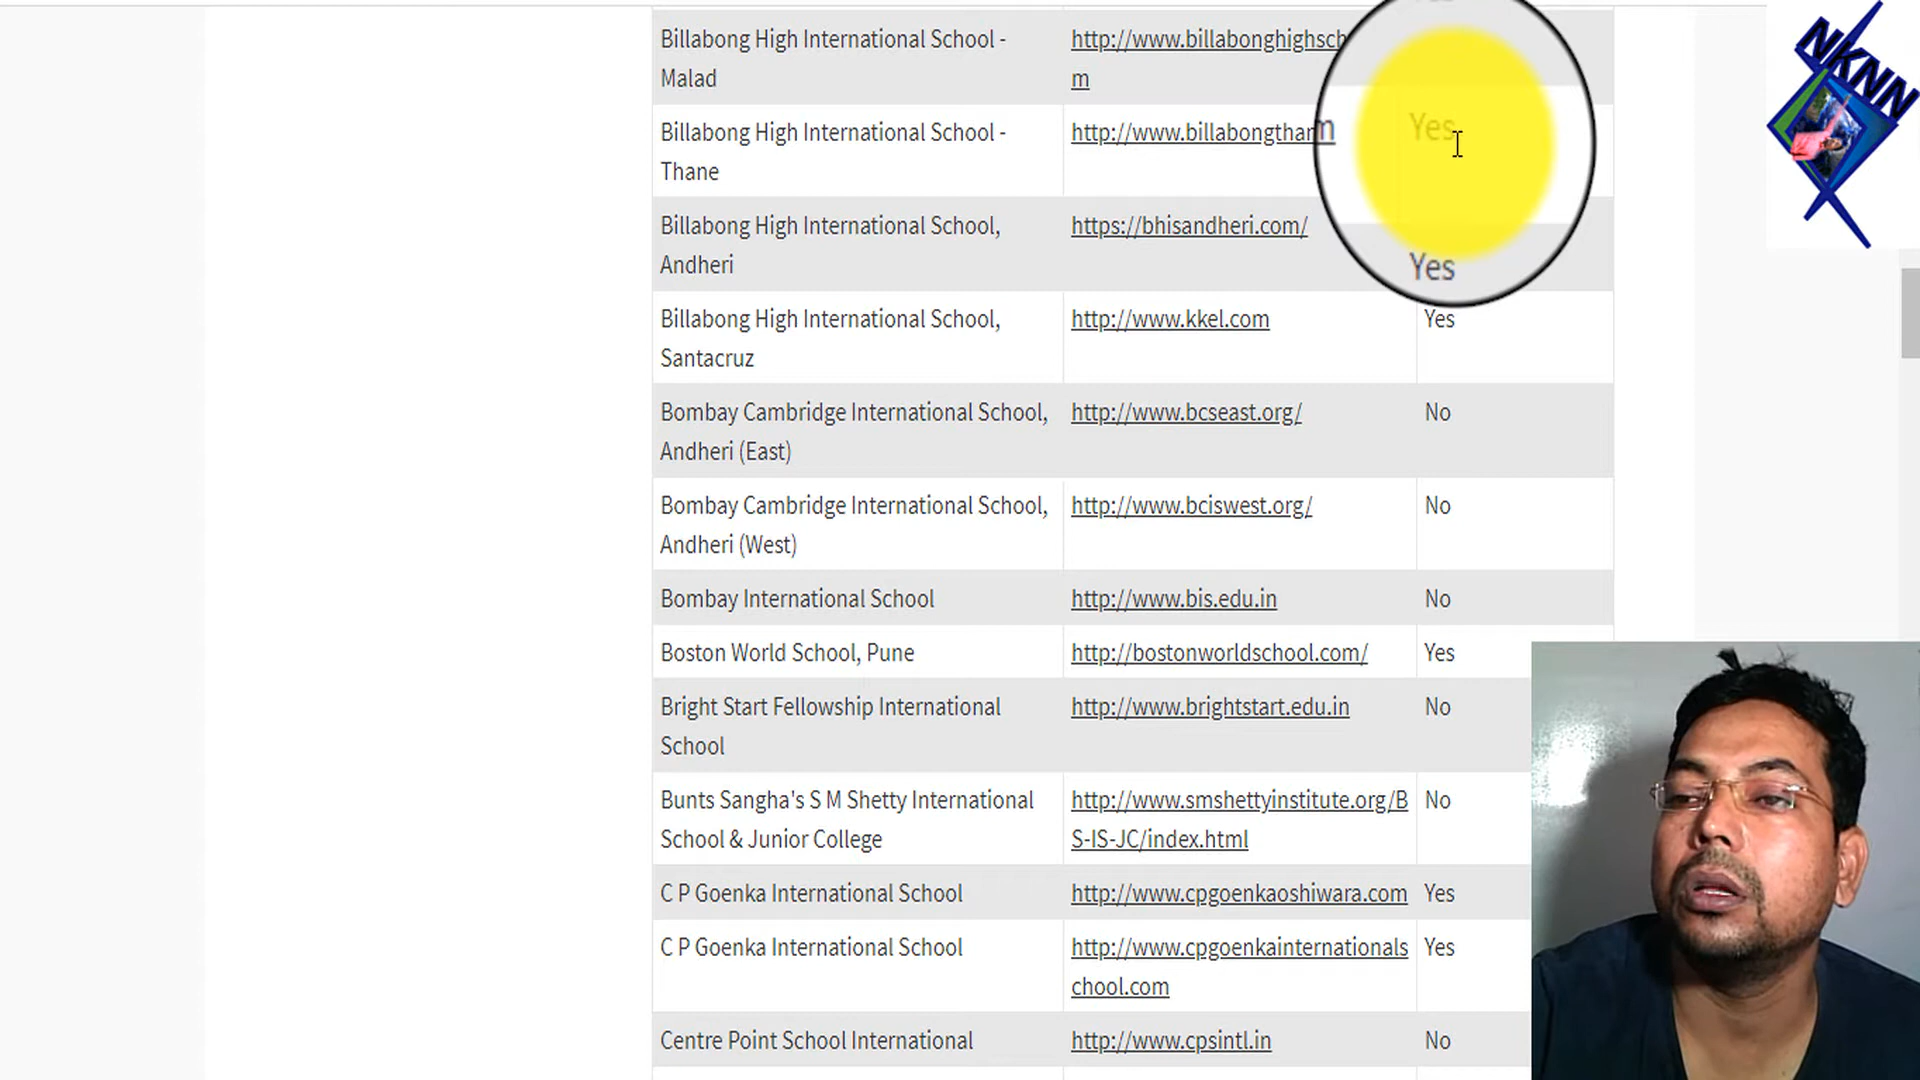 Billabong High International School -
http://www.billabonghighsch
Malad
m
Billabong High International School -
Thane
http://www.billabongthan
m
Yes
Billabong High International School,
Andheri
https://bhisandheri.com/
Yes
Billabong High International School,
Santacruz
http://www.kkel.com
Yes
Bombay Cambridge International School,
Andheri (East)
http://www.bcseast.org/
No
Bombay Cambridge International School,
Andheri (West)
http://www.bciswest.org/
No
Bombay International School
http://www.bis.edu.in
No
Boston World School, Pune
http://bostonworldschool.com/
Yes
Bright Start Fellowship International
School
http://www.brightstart.edu.in
No
Bunts Sangha's S M Shetty International
School & Junior College
http://www.smshettyinstitute.org/B
S-IS-JC/index.html
No
C P Goenka International School
http://www.cpgoenkaoshiwara.com
Yes
C P Goenka International School
http://www.cpgoenkainternationals
chool.com
Yes
Centre Point School International
http://www.cpsintl.in
No
NKNN